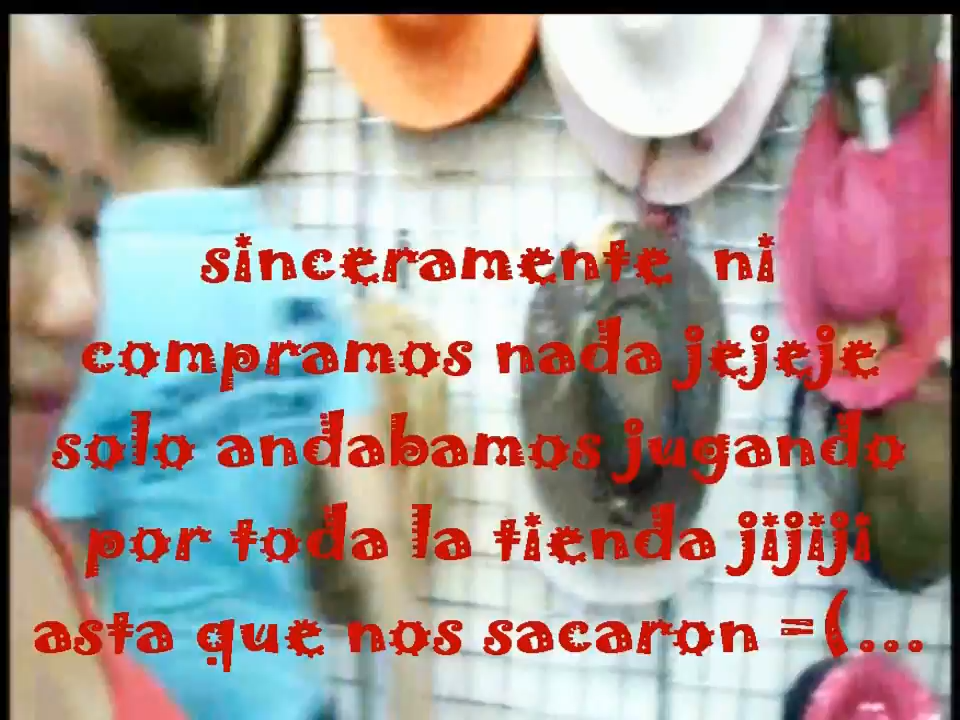 sinceramente ni
compramos nada jejeje
solo andabamos jugando
por toda la tienda jijiji
asta que nos sacaron =(...